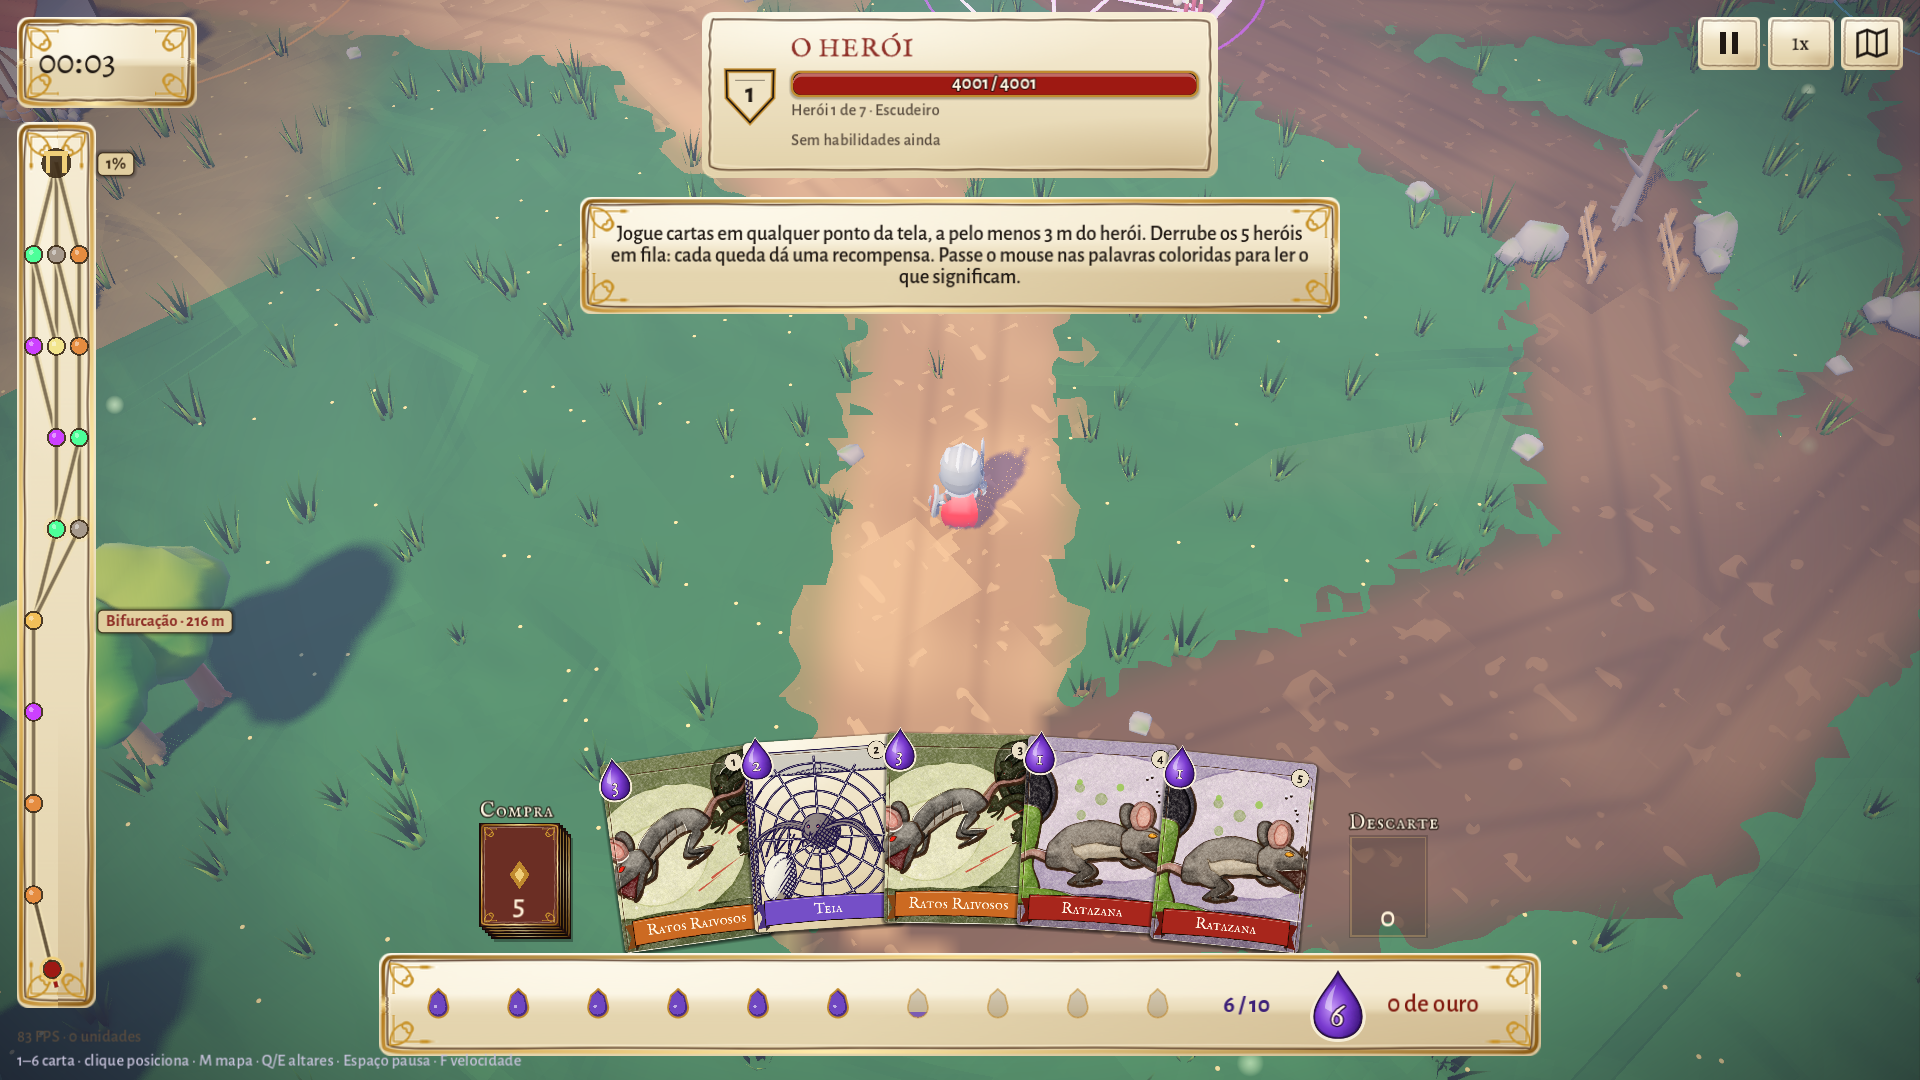 00:03
O HERÓI
1
4001 / 4001
Herói 1 de 7 · Escudeiro
Sem habilidades ainda
1x
1%
Jogue cartas em qualquer ponto da tela, a pelo menos 3 m do herói. Derrube os 5 heróis
em fila: cada queda dá uma recompensa. Passe o mouse nas palavras coloridas para ler o
que significam.
Bifurcação · 216 m
COMPRA
5
3
1
RATOS RAIVOSOS
2
2
TEIA
3
3
RATOS RAIVOSOS
1
4
RATAZANA
1
5
RATAZANA
DESCARTE
0
6 / 10
6
0 de ouro
83 FPS · 0 unidades
1–6 carta · clique posiciona · M mapa · Q/E altares · Espaço pausa · F velocidade